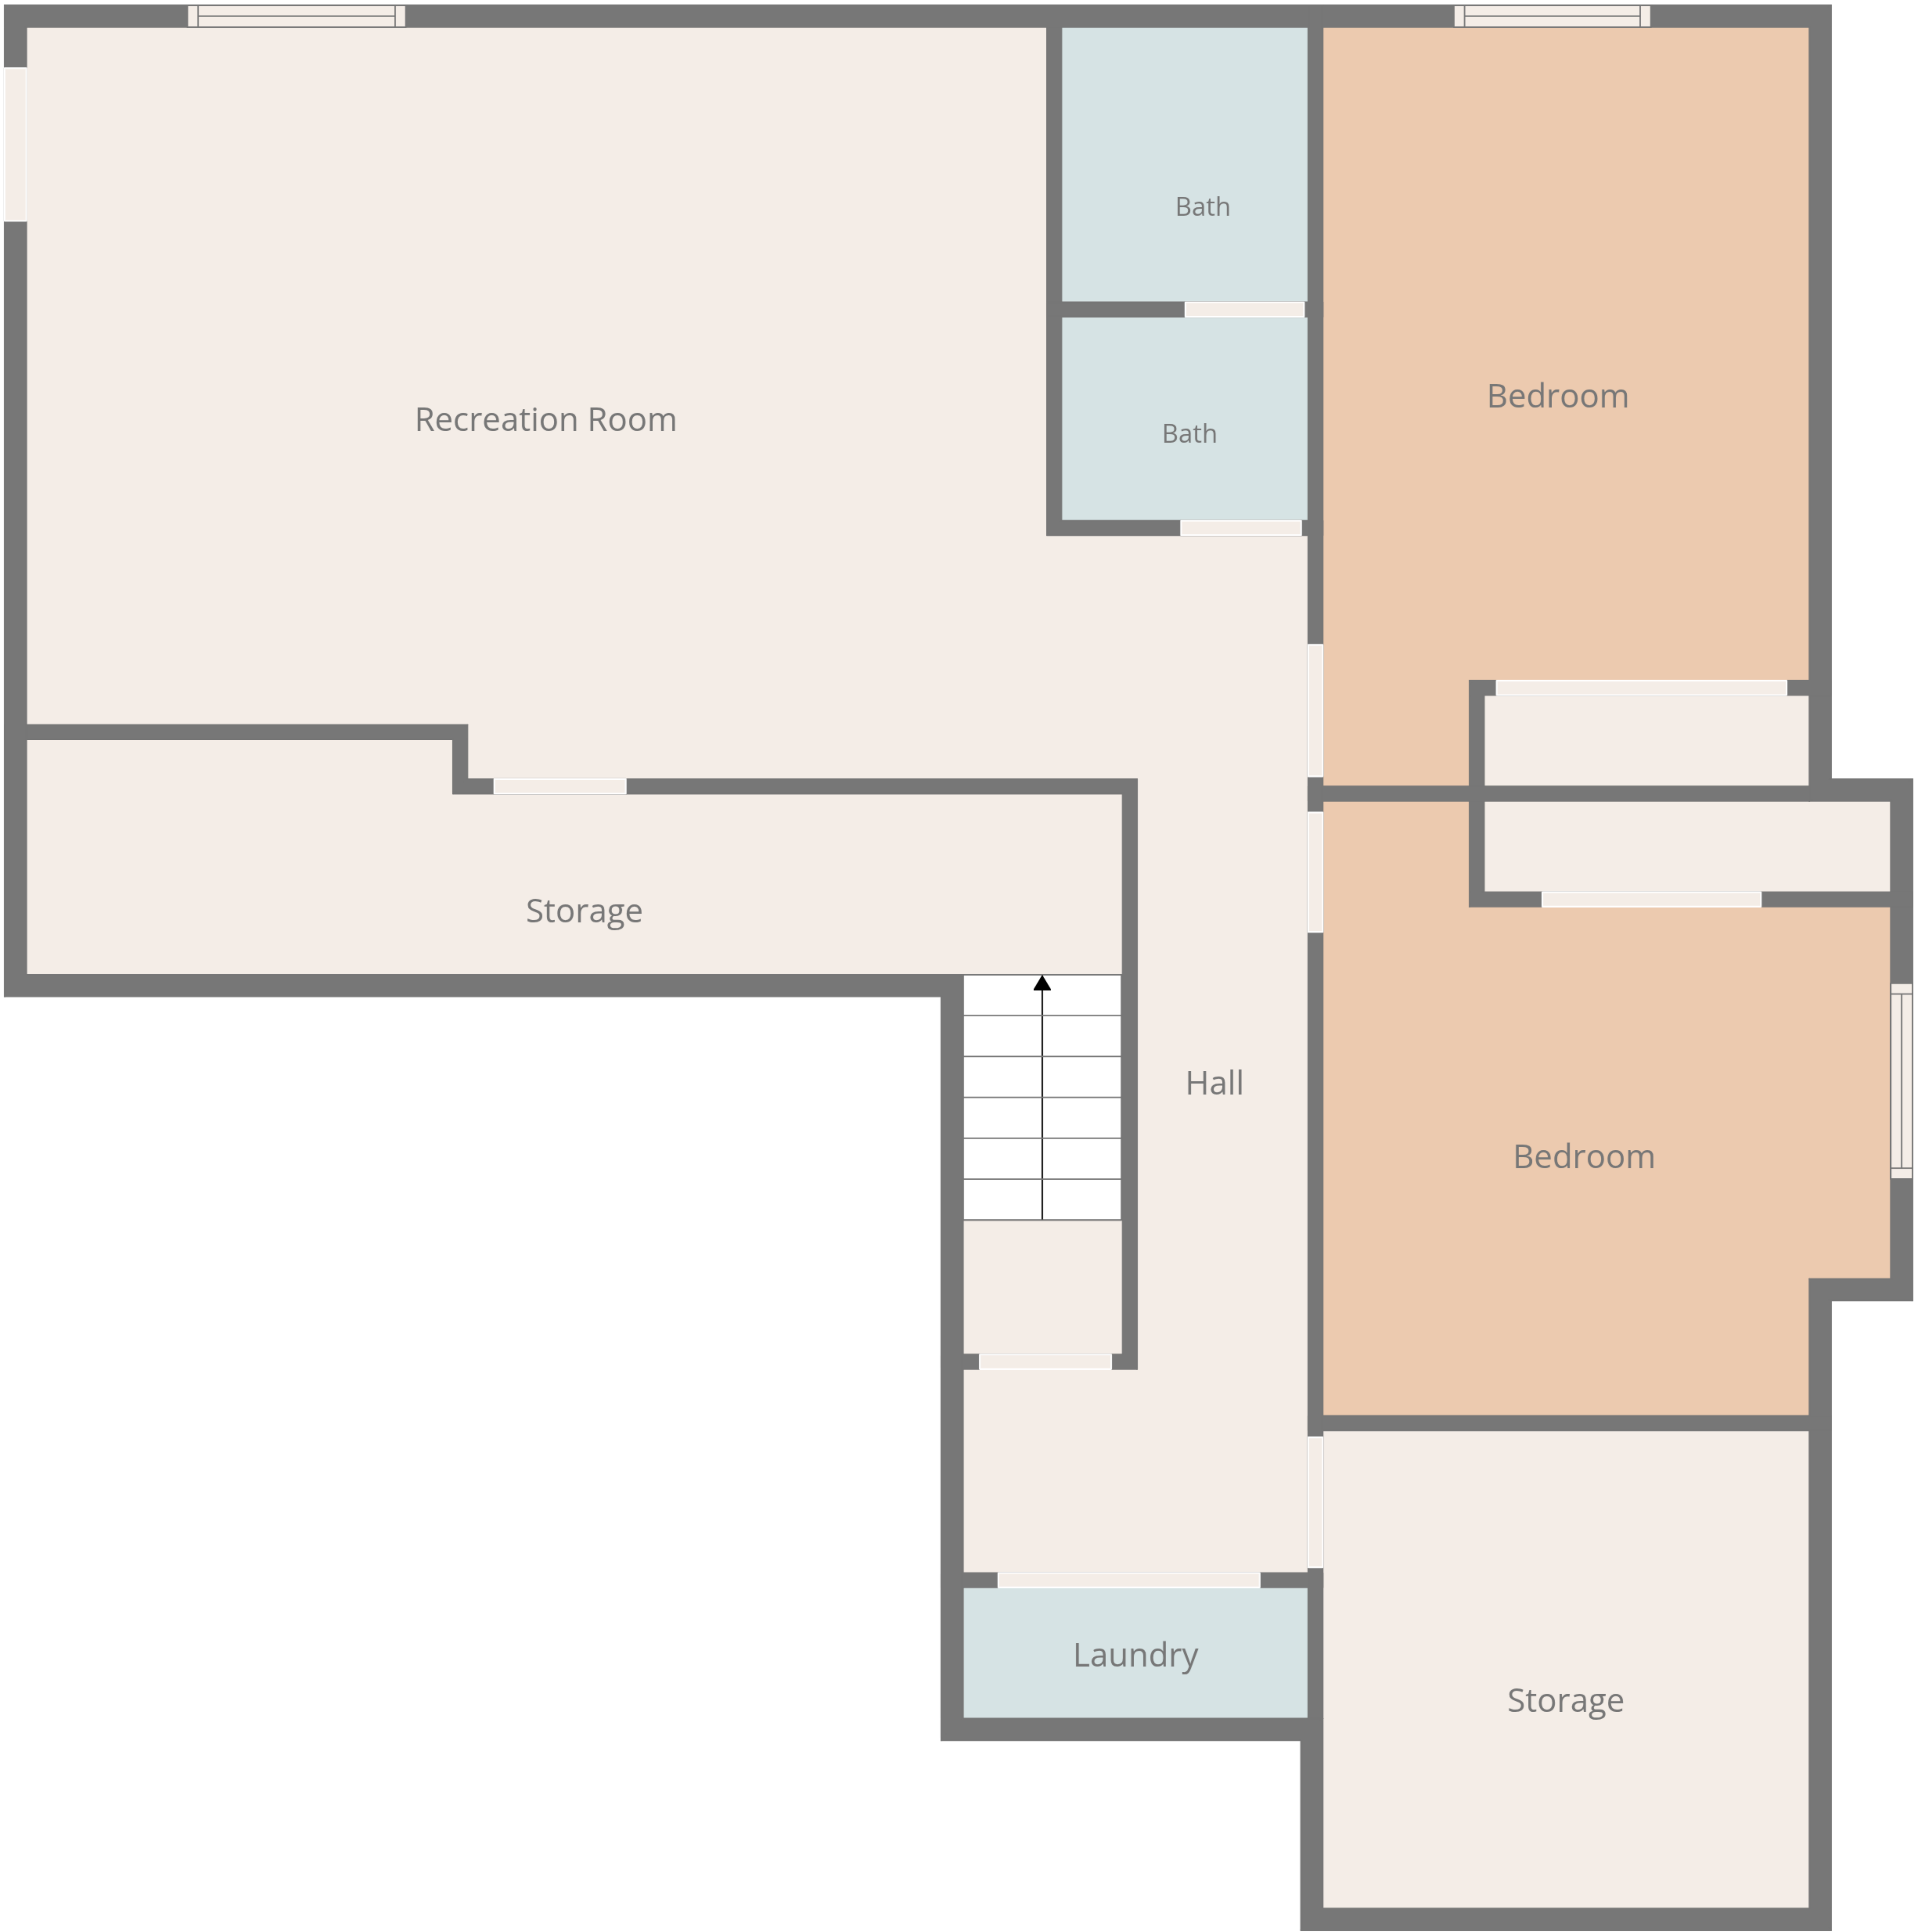 Bath
Bedroom
Recreation Room
Bath
Storage
Hall
Bedroom
Laundry
Storage